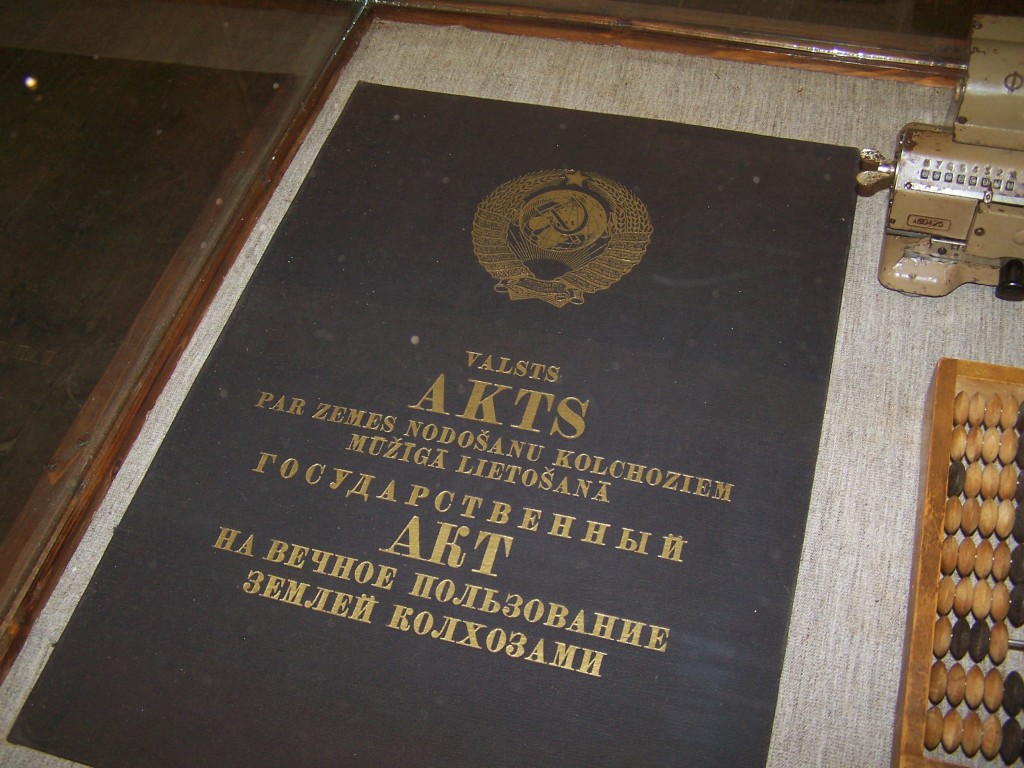 VALSTS
AKTS
PAR ZEMES NODOŠANU KOLCHOZIEM
MŪŽĪGĀ LIETOŠANĀ
ГОСУДАРСТВЕННЫЙ
АКТ
НА ВЕЧНОЕ ПОЛЬЗОВАНИЕ
ЗЕМЛЕЙ КОЛХОЗАМИ